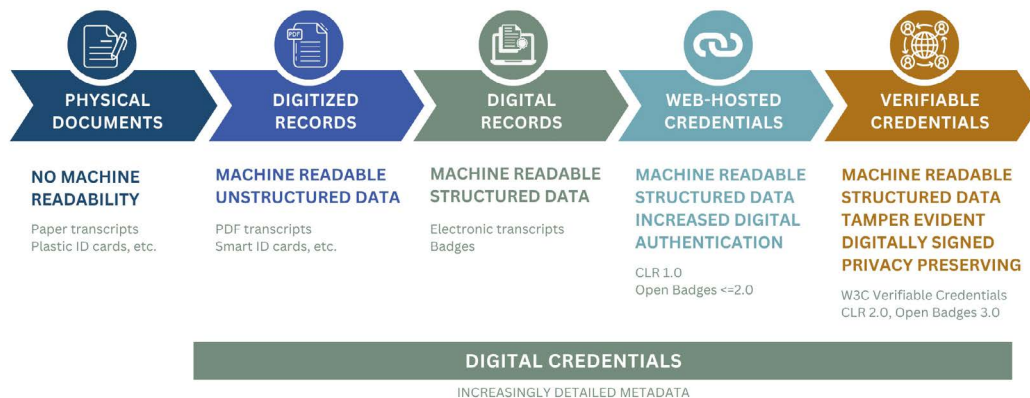 PDF
PHYSICAL
DOCUMENTS
DIGITIZED
RECORDS
DIGITAL
RECORDS
WEB-HOSTED
CREDENTIALS
VERIFIABLE
CREDENTIALS
NO MACHINE
READABILITY
Paper transcripts
Plastic ID cards, etc.
MACHINE READABLE
UNSTRUCTURED DATA
PDF transcripts
Smart ID cards, etc.
MACHINE READABLE
STRUCTURED DATA
Electronic transcripts
Badges
MACHINE READABLE
STRUCTURED DATA
INCREASED DIGITAL
AUTHENTICATION
CLR 1.0
Open Badges <=2.0
MACHINE READABLE
STRUCTURED DATA
TAMPER EVIDENT
DIGITALLY SIGNED
PRIVACY PRESERVING
W3C Verifiable Credentials
CLR 2.0, Open Badges 3.0
DIGITAL CREDENTIALS
INCREASINGLY DETAILED METADATA